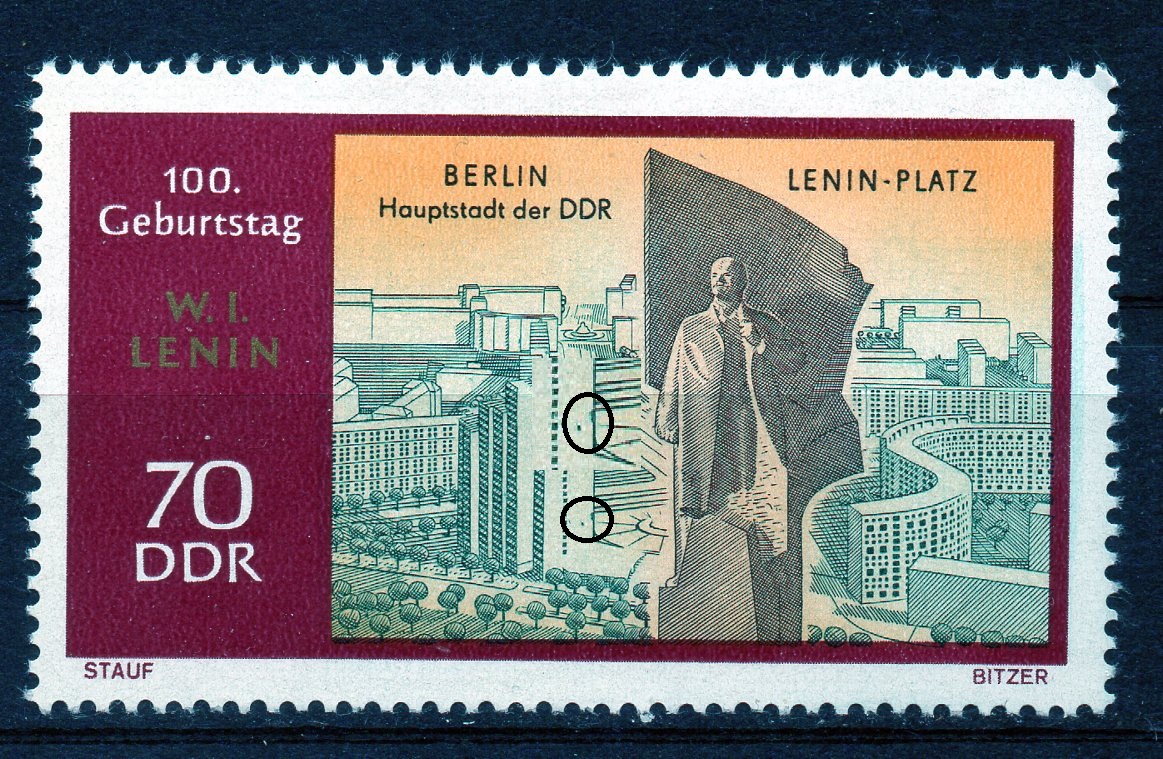 100.
Geburtstag
W. I.
LENIN
70
DDR
BERLIN
Hauptstadt der DDR
LENIN-PLATZ
STAUF
BITZER